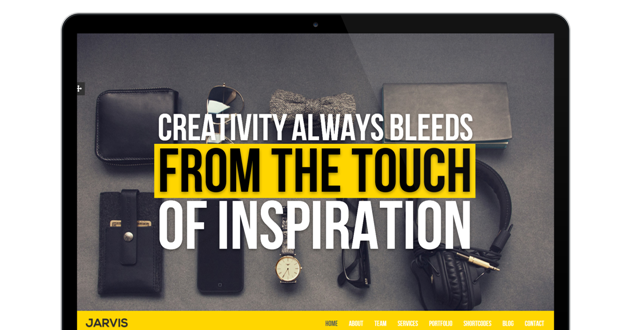 CREATIVITY ALWAYS BLEEDS
FROM THE TOUCH
OF INSPIRATION
JARVIS
HOME ABOUT TEAM SERVICES PORTFOLIO SHORTCODES BLOG CONTACT